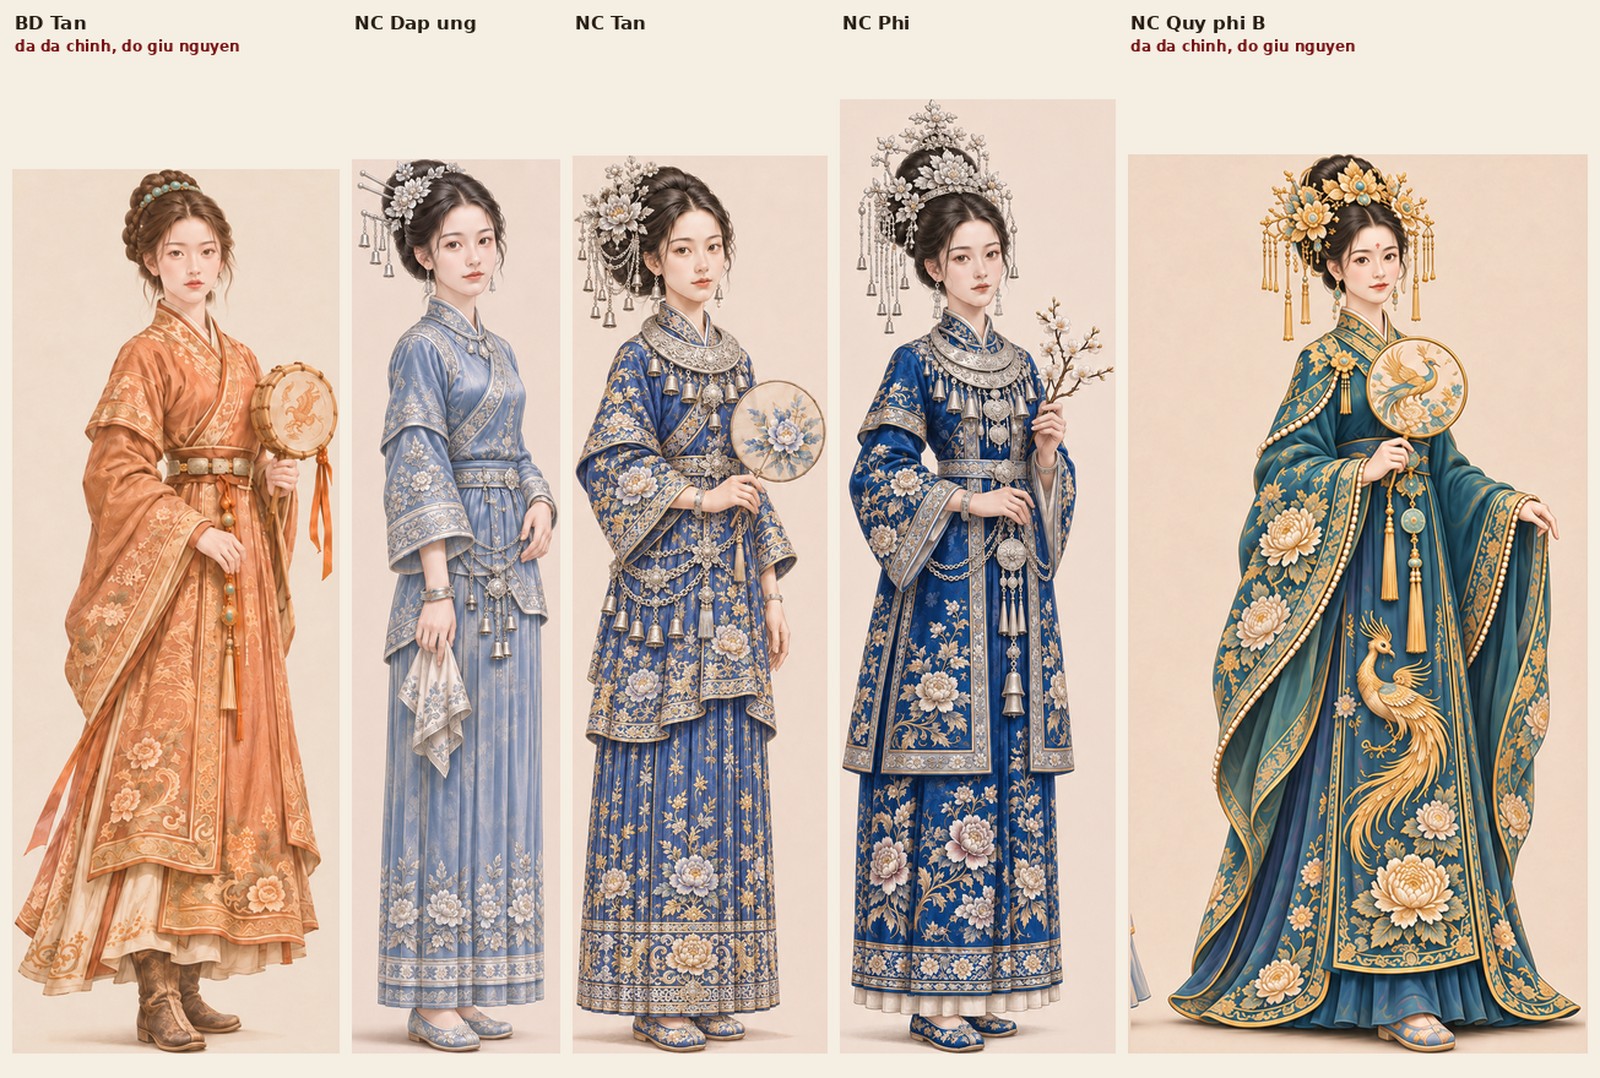 BD Tan
da da chinh, do giu nguyen
NC Dap ung
NC Tan
NC Phi
NC Quy phi B
da da chinh, do giu nguyen